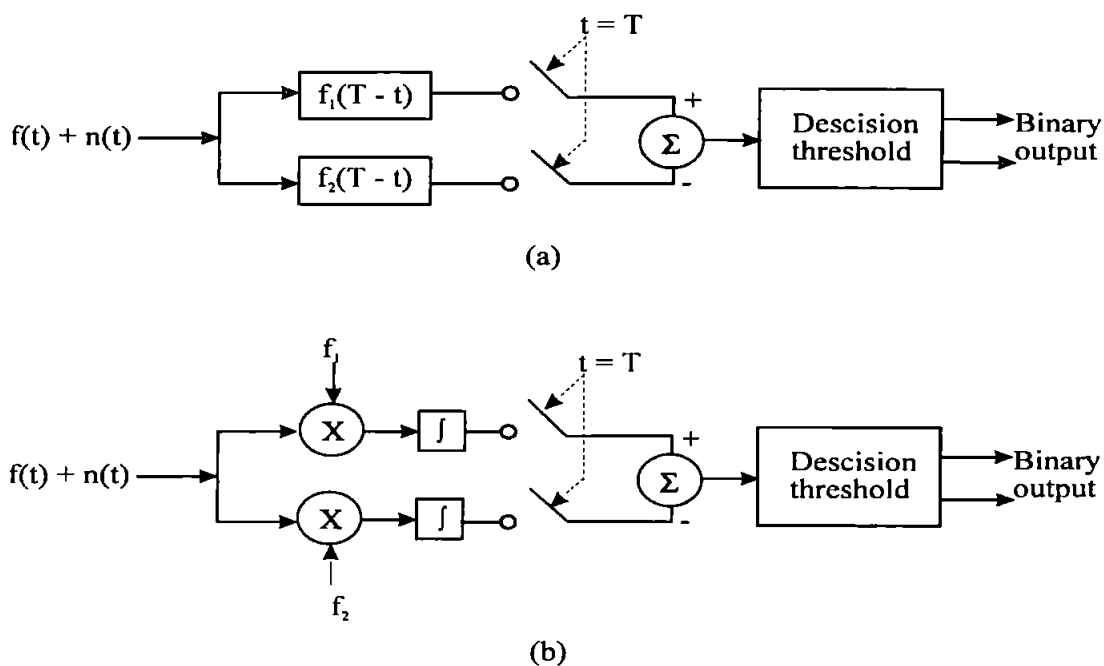 t = T
f₁(T - t)
+
f(t) + n(t)
Σ
Descision
threshold
Binary
output
f₂(T - t)
-
(a)
f₁
t = T
X
∫
+
f(t) + n(t)
Σ
Descision
threshold
Binary
output
X
∫
-
f₂
(b)